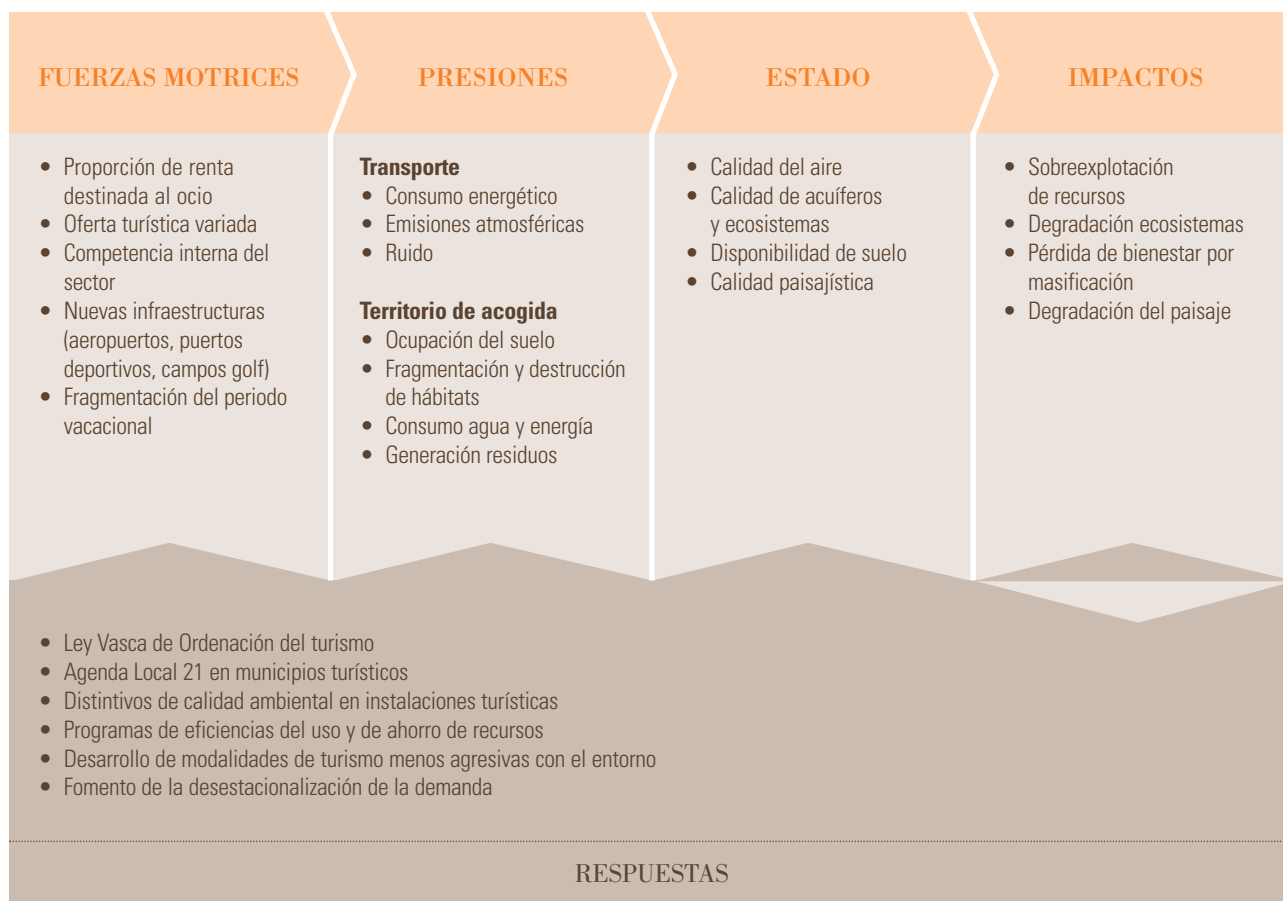 FUERZAS MOTRICES
PRESIONES
ESTADO
IMPACTOS
• Proporción de renta
destinada al ocio
• Oferta turística variada
• Competencia interna del
sector
• Nuevas infraestructuras
(aeropuertos, puertos
deportivos, campos golf)
• Fragmentación del periodo
vacacional
Transporte
• Consumo energético
• Emisiones atmosféricas
• Ruido
Territorio de acogida
• Ocupación del suelo
• Fragmentación y destrucción
de hábitats
• Consumo agua y energía
• Generación residuos
• Calidad del aire
• Calidad de acuíferos
y ecosistemas
• Disponibilidad de suelo
• Calidad paisajística
• Sobreexplotación
de recursos
• Degradación ecosistemas
• Pérdida de bienestar por
masificación
• Degradación del paisaje
• Ley Vasca de Ordenación del turismo
• Agenda Local 21 en municipios turísticos
• Distintivos de calidad ambiental en instalaciones turísticas
• Programas de eficiencias del uso y de ahorro de recursos
• Desarrollo de modalidades de turismo menos agresivas con el entorno
• Fomento de la desestacionalización de la demanda
RESPUESTAS